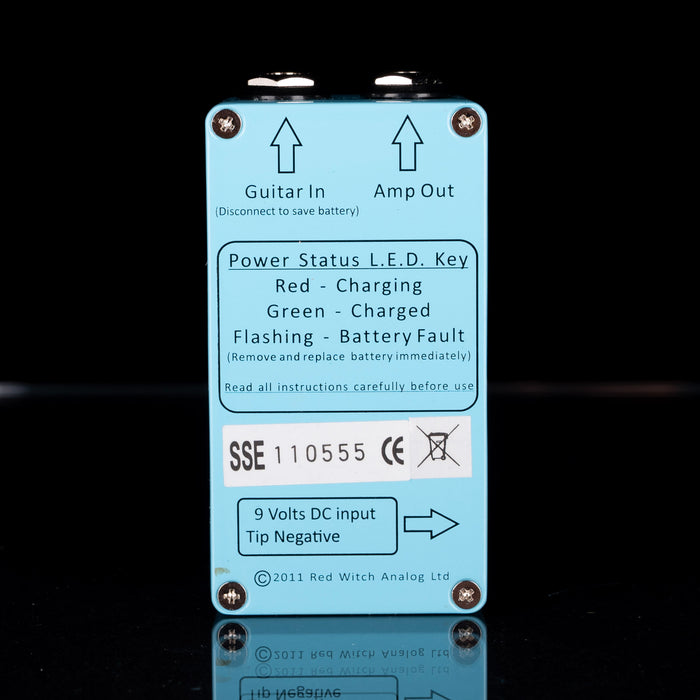 Guitar In
(Disconnect to save battery)
Amp Out
Power Status L.E.D. Key
Red - Charging
Green - Charged
Flashing - Battery Fault
(Remove and replace battery immediately)
Read all instructions carefully before use
SSE 110555 CE
9 Volts DC input
Tip Negative
©2011 Red Witch Analog Ltd